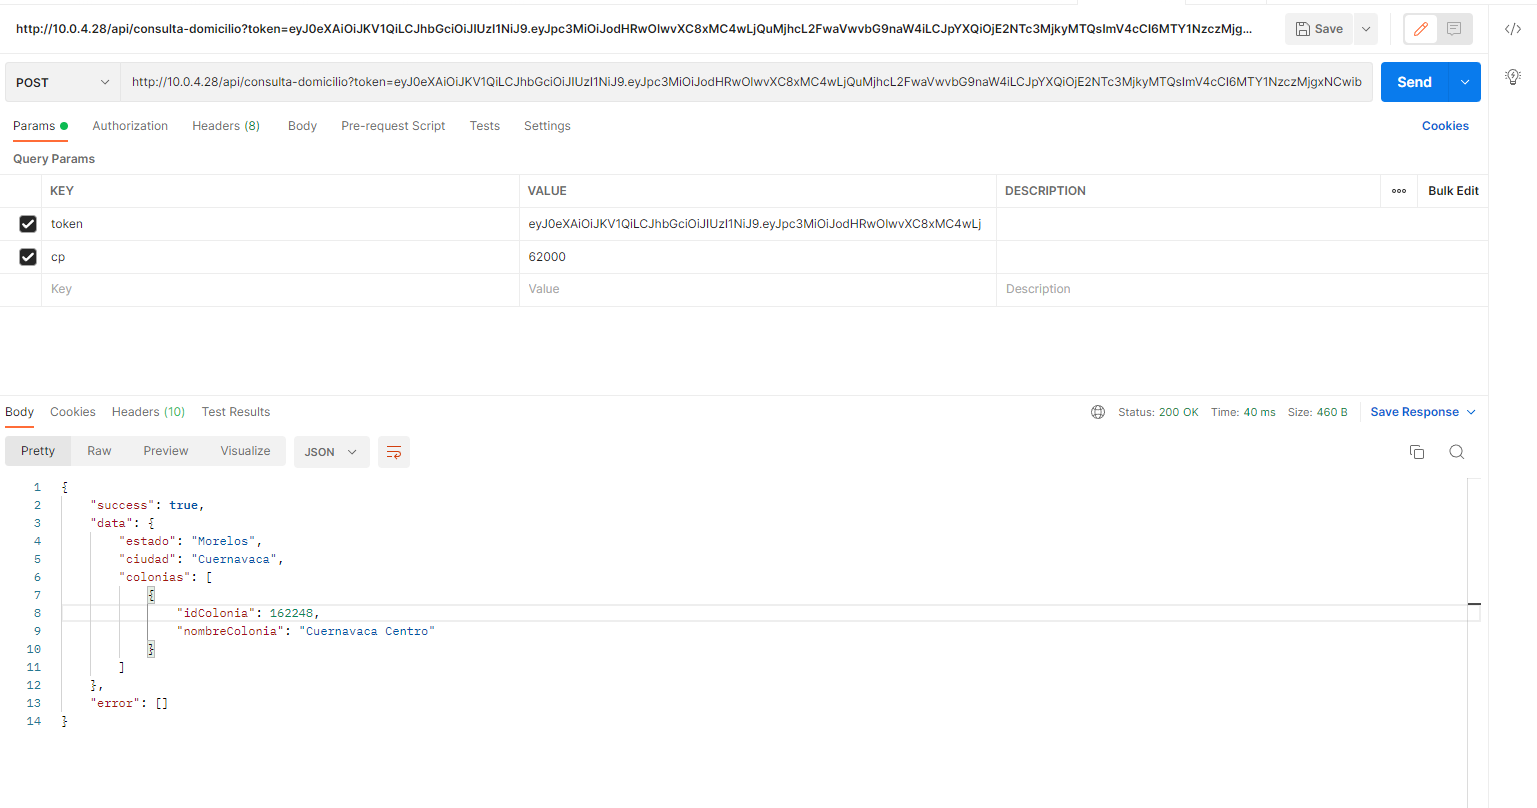 http://10.0.4.28/api/consulta-domicilio?token=eyJ0eXAiOiJKV1QiLCJhbGciOiJIUzI1NiJ9.eyJpc3MiOiJodHRwOlwvXC8xMC4wLjQuMjhcL2FwaVwvbG9naW4iLCJpYXQiOjE2NTc3MjkyMTQsImV4cCI6MTY1NzczMjg...
Save
POST
http://10.0.4.28/api/consulta-domicilio?token=eyJ0eXAiOiJKV1QiLCJhbGciOiJIUzI1NiJ9.eyJpc3MiOiJodHRwOlwvXC8xMC4wLjQuMjhcL2FwaVwvbG9naW4iLCJpYXQiOjE2NTc3MjkyMTQsImV4cCI6MTY1NzczMjgxNCwib
Send
Params Authorization Headers (8) Body Pre-request Script Tests Settings Cookies
Query Params
KEY VALUE DESCRIPTION ooo Bulk Edit
token eyJ0eXAiOiJKV1QiLCJhbGciOiJIUzI1NiJ9.eyJpc3MiOiJodHRwOlwvXC8xMC4wLj
cp 62000
Key Value Description
Body Cookies Headers (10) Test Results Status: 200 OK Time: 40 ms Size: 460 B Save Response
Pretty Raw Preview Visualize JSON
1 {
2 "success": true,
3 "data": {
4 "estado": "Morelos",
5 "ciudad": "Cuernavaca",
6 "colonias": [
7 {
8 "idColonia": 162248,
9 "nombreColonia": "Cuernavaca Centro"
10 }
11 ]
12 },
13 "error": []
14 }